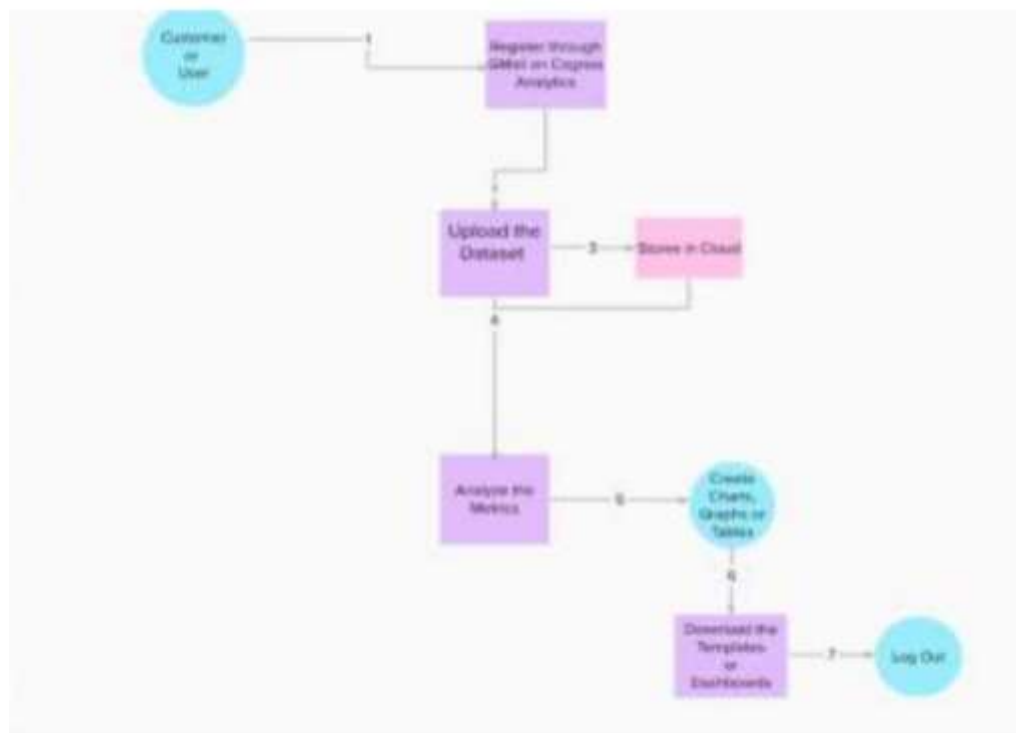 Customer
or
User
1
Register through
GMail on Cognos
Analytics
Upload the
Dataset
3
Stores in Cloud
4
Analyze the
Metrics
5
Create
Charts,
Graphs or
Tables
6
Download the
Templates
or
Dashboards
7
Log Out